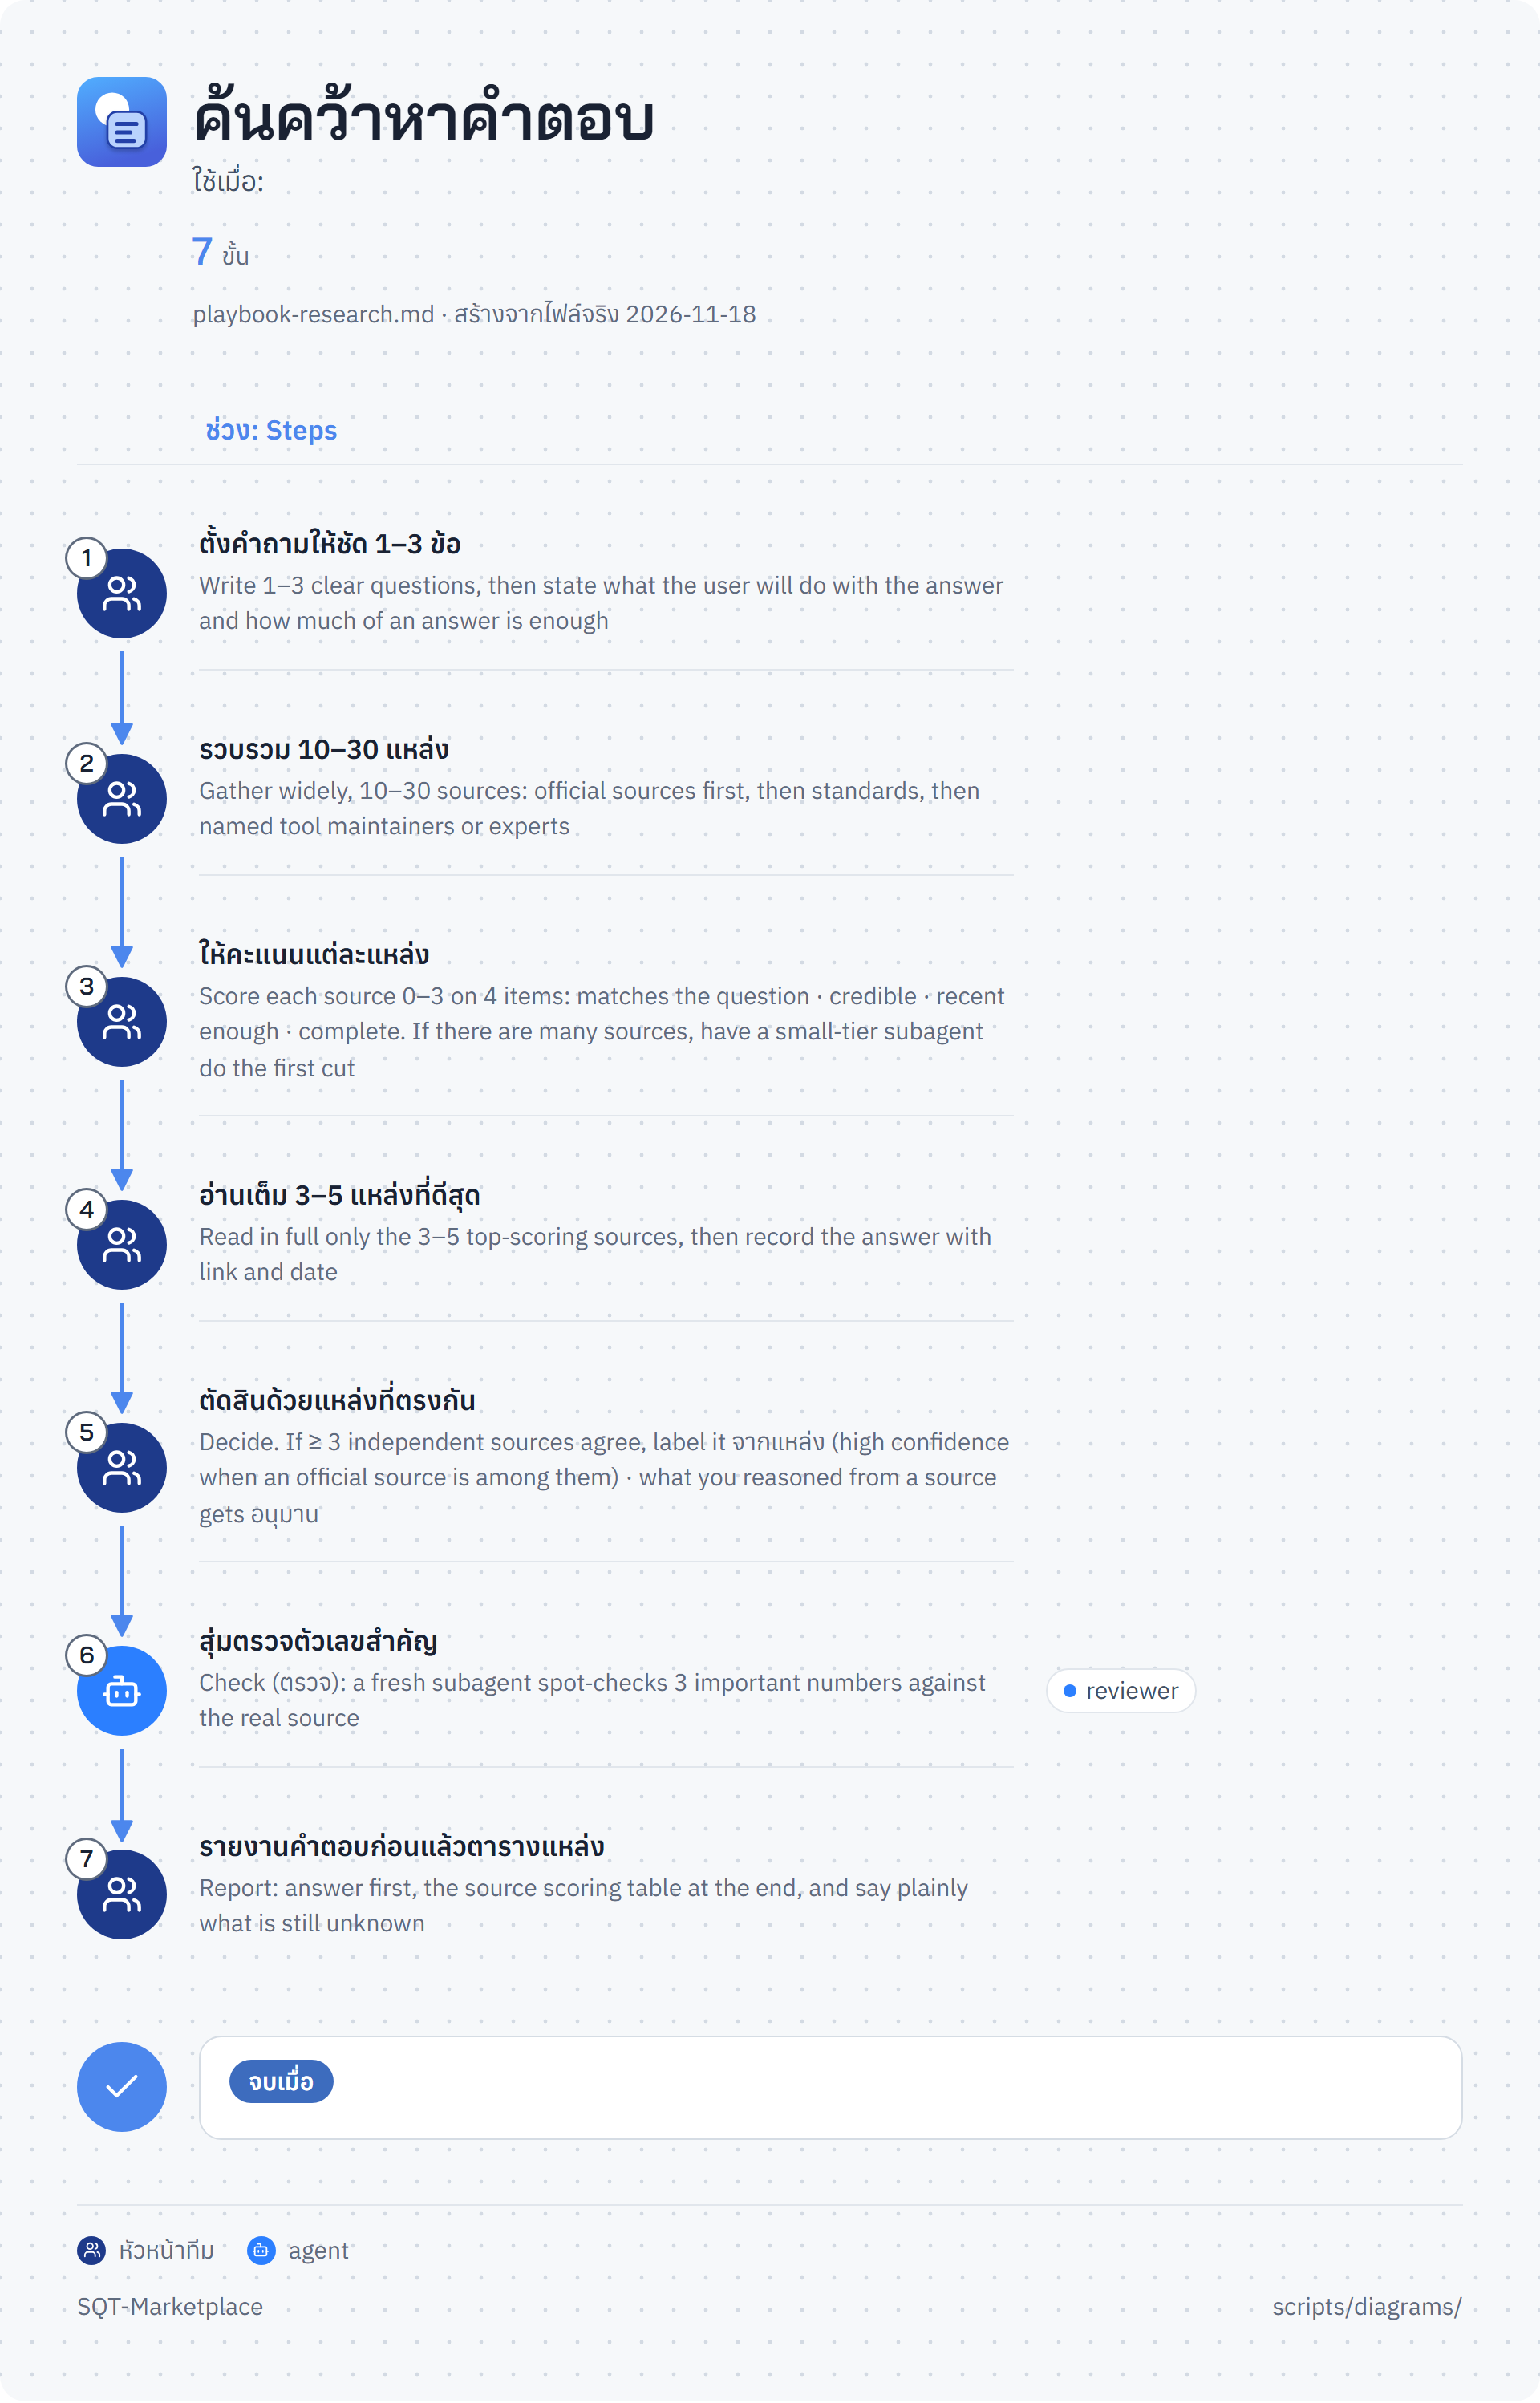 ค้นคว้าหาคำตอบ
ใช้เมื่อ:
7 ขั้น
playbook-research.md · สร้างจากไฟล์จริง 2026-11-18
ช่วง: Steps
1
ตั้งคำถามให้ชัด 1–3 ข้อ
Write 1–3 clear questions, then state what the user will do with the answer
and how much of an answer is enough
2
รวบรวม 10–30 แหล่ง
Gather widely, 10–30 sources: official sources first, then standards, then
named tool maintainers or experts
3
ให้คะแนนแต่ละแหล่ง
Score each source 0–3 on 4 items: matches the question · credible · recent
enough · complete. If there are many sources, have a small-tier subagent
do the first cut
4
อ่านเต็ม 3–5 แหล่งที่ดีสุด
Read in full only the 3–5 top-scoring sources, then record the answer with
link and date
5
ตัดสินด้วยแหล่งที่ตรงกัน
Decide. If ≥ 3 independent sources agree, label it จากแหล่ง (high confidence
when an official source is among them) · what you reasoned from a source
gets อนุมาน
6
สุ่มตรวจตัวเลขสำคัญ
Check (ตรวจ): a fresh subagent spot-checks 3 important numbers against
the real source
reviewer
7
รายงานคำตอบก่อนแล้วตารางแหล่ง
Report: answer first, the source scoring table at the end, and say plainly
what is still unknown
จบเมื่อ
หัวหน้าทีม agent
SQT-Marketplace scripts/diagrams/